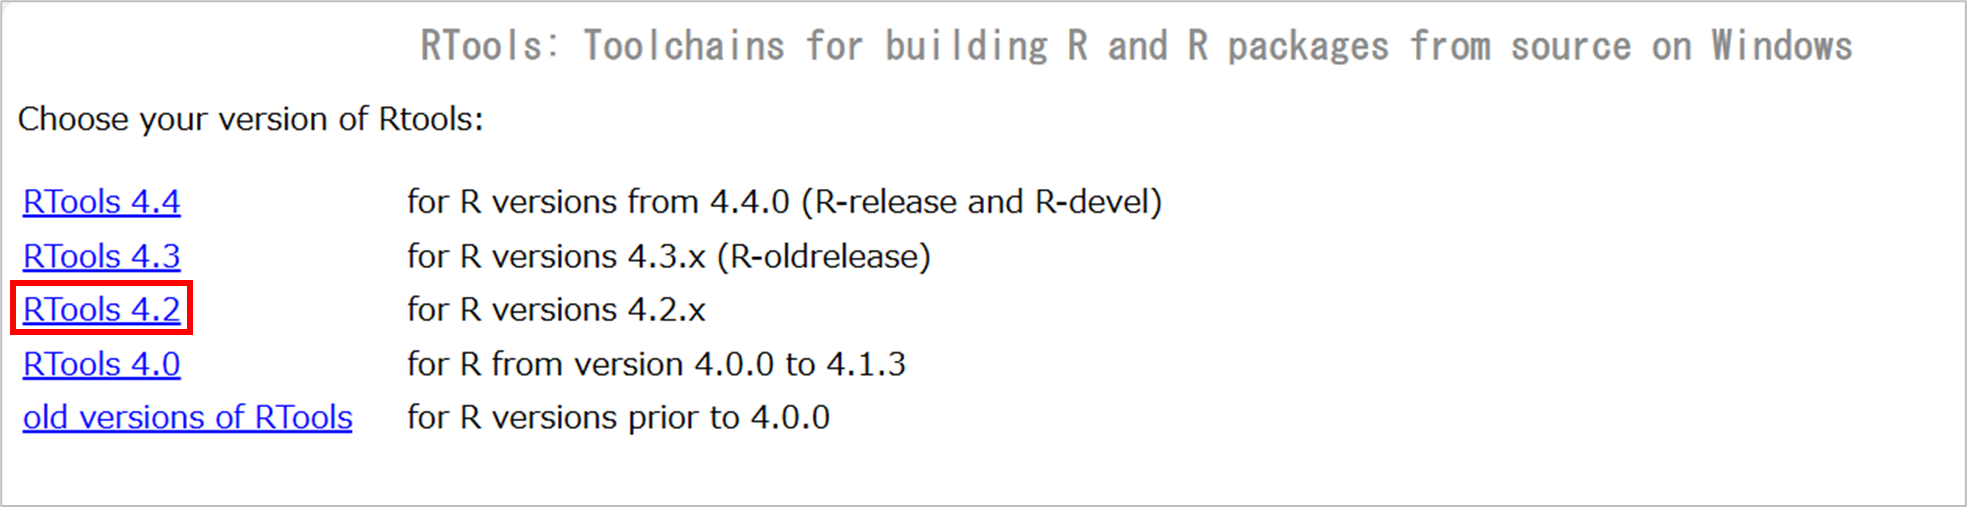 RTools: Toolchains for building R and R packages from source on Windows
Choose your version of Rtools:
RTools 4.4 for R versions from 4.4.0 (R-release and R-devel)
RTools 4.3 for R versions 4.3.x (R-oldrelease)
RTools 4.2 for R versions 4.2.x
RTools 4.0 for R from version 4.0.0 to 4.1.3
old versions of RTools for R versions prior to 4.0.0